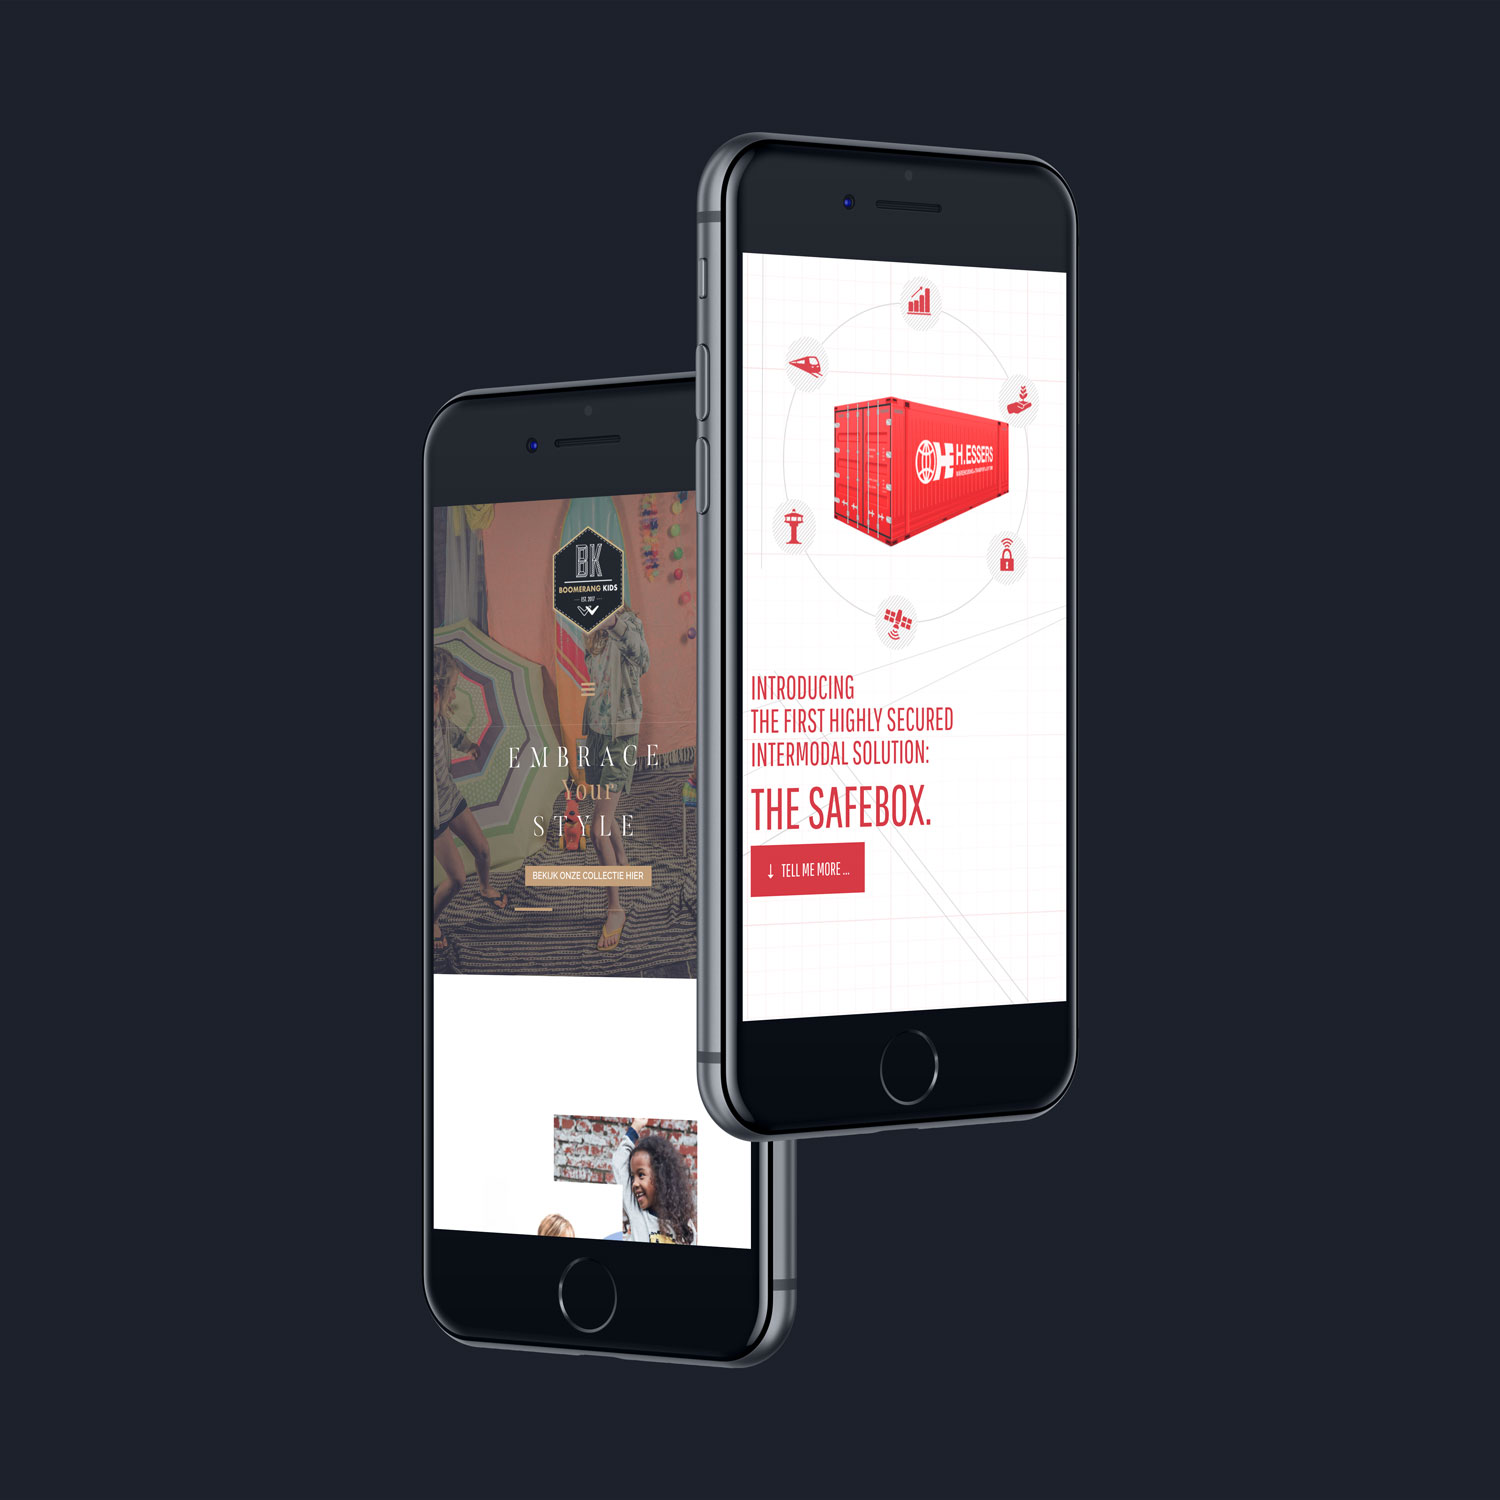 H.ESSERS
INTRODUCING
THE FIRST HIGHLY SECURED
INTERMODAL SOLUTION:
THE SAFEBOX.
↓ TELL ME MORE ...
BK
BOOMERANG KIDS
EST. 2017
EMBRACE
Your
STYLE
BEKIJK ONZE COLLECTIE HIER